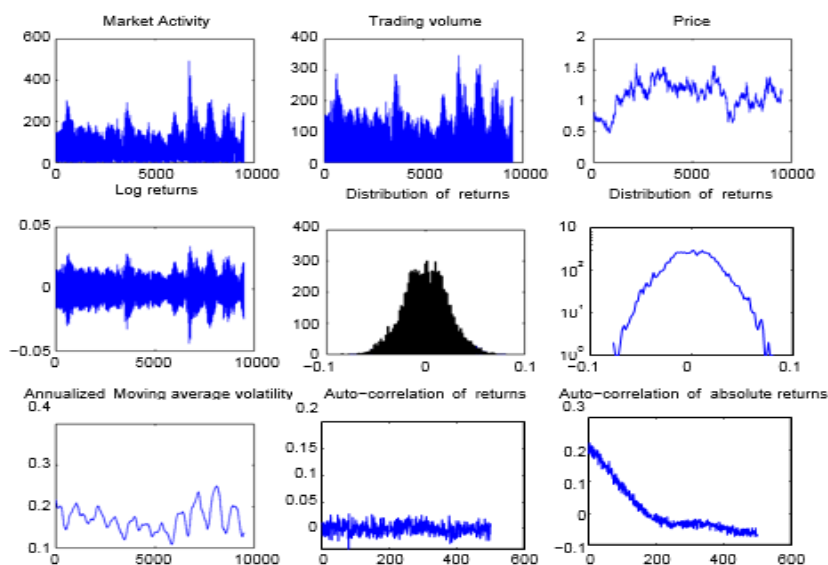 Market Activity
600
400
200
0
0 5000 10000
Trading volume
400
300
200
100
0
0 5000 10000
Price
2
1.5
1
0.5
0
0 5000 10000
Log returns
0.05
0
−0.05
0 5000 10000
Distribution of returns
400
300
200
100
0
−0.1 0 0.1
Distribution of returns
10
10²
10¹
10⁰
−0.1 0 0.1
Annualized Moving average volatility
0.4
0.3
0.2
0.1
0 5000 10000
Auto−correlation of returns
0.2
0.15
0.1
0.05
0
0 200 400 600
Auto−correlation of absolute returns
0.3
0.2
0.1
0
−0.1
0 200 400 600